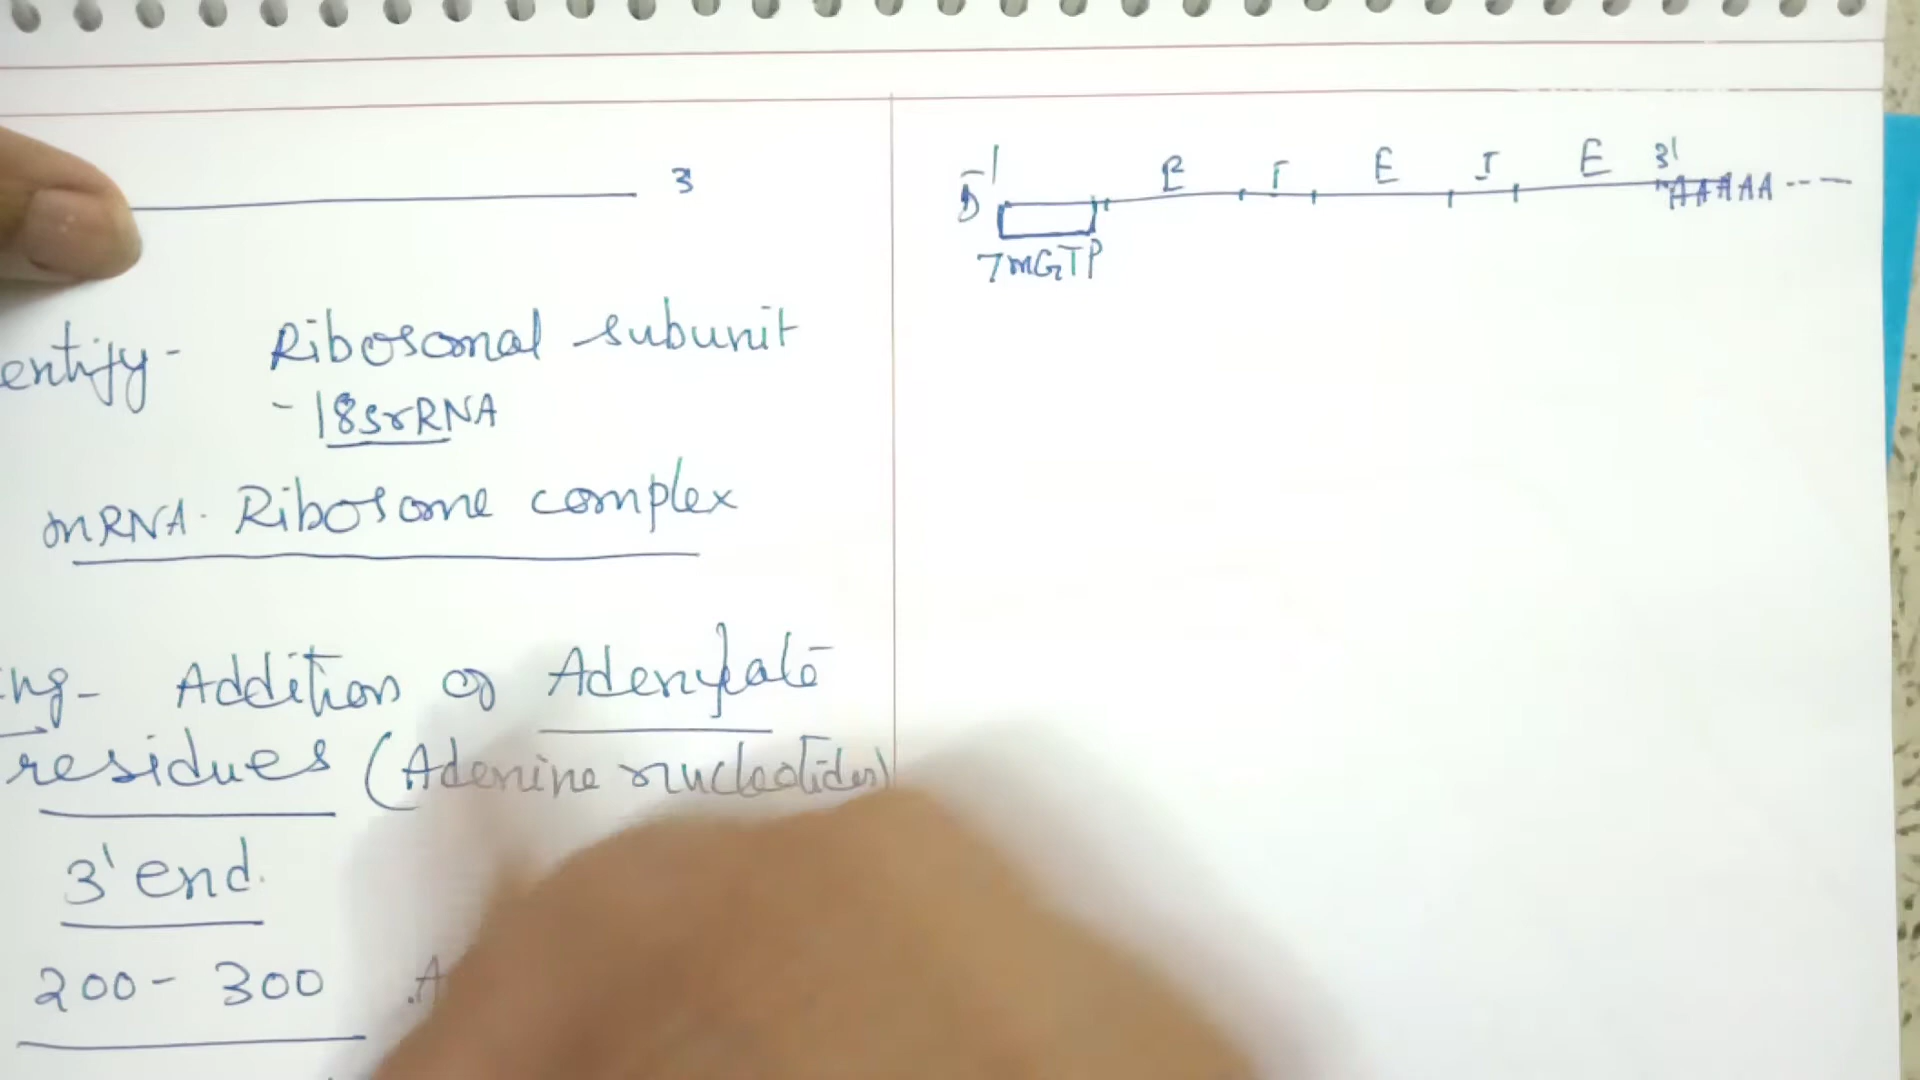 3
entify- Ribosomal subunit
- 18SrRNA
mRNA. Ribosome complex
ing- Addition of Adenylate
residues (Adenine nucleotides)
3' end.
200 - 300 A
5' E I E I E 3'
AAAAA - - -
7mGTP